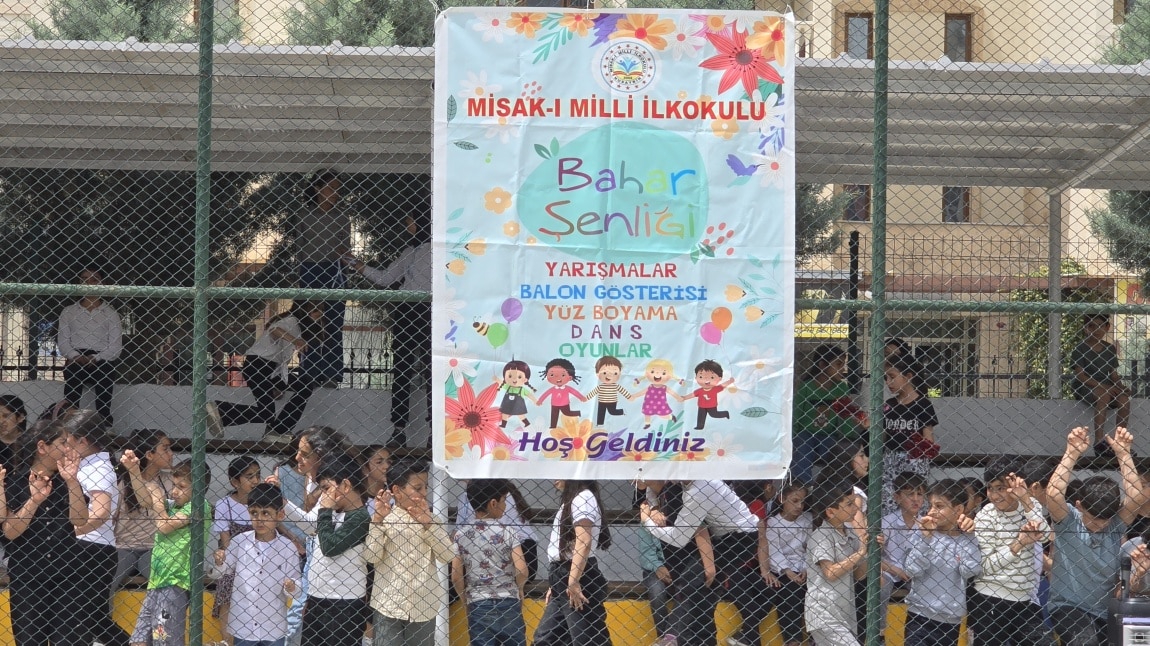 MİSAK-I MİLLİ İLKOKULU
Bahar
Şenliği
YARIŞMALAR
BALON GÖSTERİSİ
YÜZ BOYAMA
DANS
OYUNLAR
Hoş Geldiniz